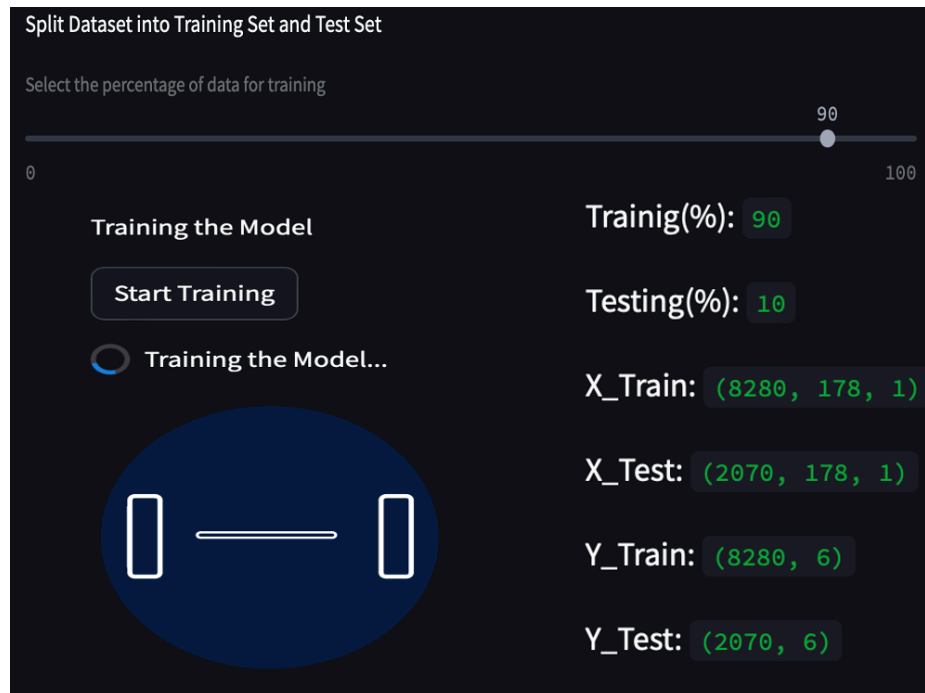 Split Dataset into Training Set and Test Set
Select the percentage of data for training
90
0 100
Training the Model
Start Training
Training the Model...
Trainig(%): 90
Testing(%): 10
X_Train: (8280, 178, 1)
X_Test: (2070, 178, 1)
Y_Train: (8280, 6)
Y_Test: (2070, 6)